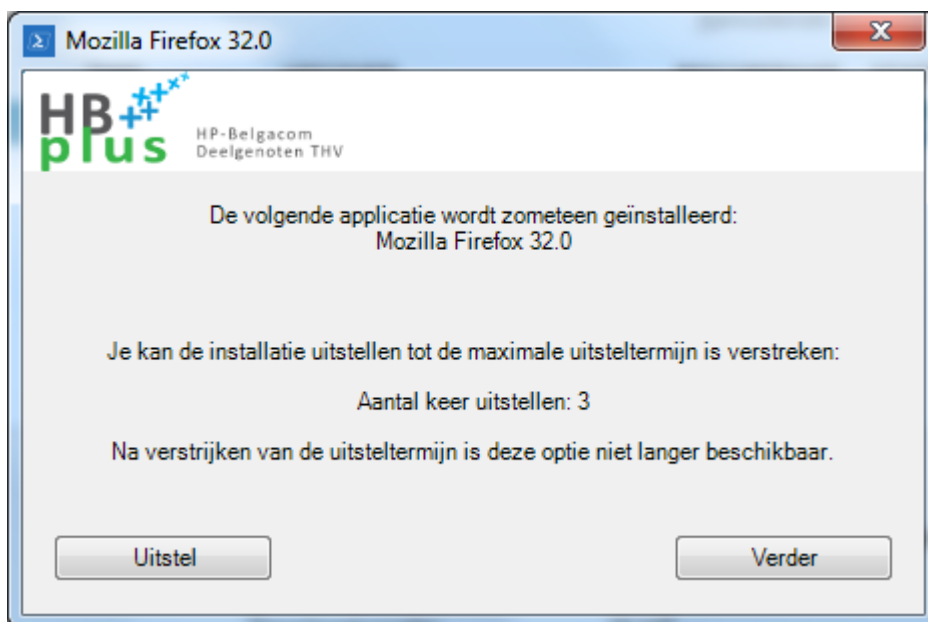 Mozilla Firefox 32.0
HB
plus
HP-Belgacom
Deelgenoten THV
De volgende applicatie wordt zometeen geïnstalleerd:
Mozilla Firefox 32.0
Je kan de installatie uitstellen tot de maximale uitsteltermijn is verstreken:
Aantal keer uitstellen: 3
Na verstrijken van de uitsteltermijn is deze optie niet langer beschikbaar.
Uitstel
Verder